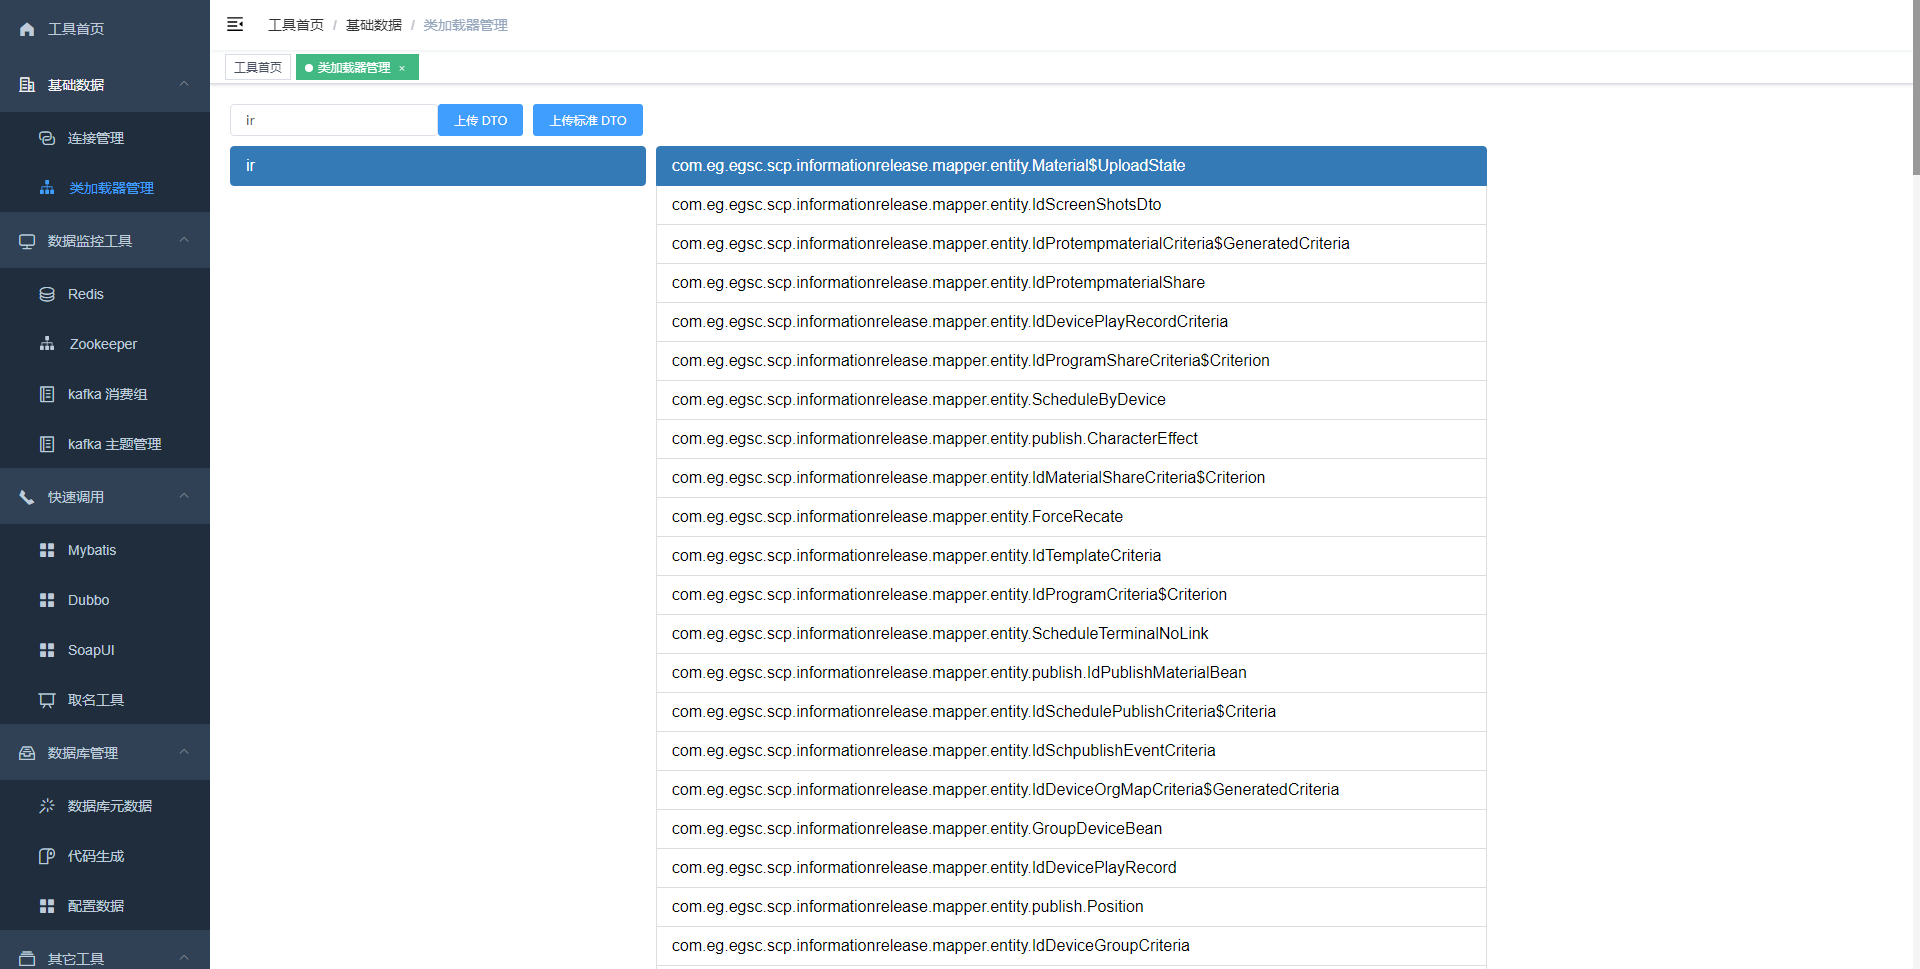 工具首页
基础数据
连接管理
类加载器管理
数据监控工具
Redis
Zookeeper
kafka 消费组
kafka 主题管理
快速调用
Mybatis
Dubbo
SoapUI
取名工具
数据库管理
数据库元数据
代码生成
配置数据
其它工具
工具首页 / 基础数据 / 类加载器管理
工具首页 类加载器管理 ×
ir 上传 DTO 上传标准 DTO
ir
com.eg.egsc.scp.informationrelease.mapper.entity.Material$UploadState
com.eg.egsc.scp.informationrelease.mapper.entity.IdScreenShotsDto
com.eg.egsc.scp.informationrelease.mapper.entity.IdProtempmaterialCriteria$GeneratedCriteria
com.eg.egsc.scp.informationrelease.mapper.entity.IdProtempmaterialShare
com.eg.egsc.scp.informationrelease.mapper.entity.IdDevicePlayRecordCriteria
com.eg.egsc.scp.informationrelease.mapper.entity.IdProgramShareCriteria$Criterion
com.eg.egsc.scp.informationrelease.mapper.entity.ScheduleByDevice
com.eg.egsc.scp.informationrelease.mapper.entity.publish.CharacterEffect
com.eg.egsc.scp.informationrelease.mapper.entity.IdMaterialShareCriteria$Criterion
com.eg.egsc.scp.informationrelease.mapper.entity.ForceRecate
com.eg.egsc.scp.informationrelease.mapper.entity.IdTemplateCriteria
com.eg.egsc.scp.informationrelease.mapper.entity.IdProgramCriteria$Criterion
com.eg.egsc.scp.informationrelease.mapper.entity.ScheduleTerminalNoLink
com.eg.egsc.scp.informationrelease.mapper.entity.publish.IdPublishMaterialBean
com.eg.egsc.scp.informationrelease.mapper.entity.IdSchedulePublishCriteria$Criteria
com.eg.egsc.scp.informationrelease.mapper.entity.IdSchpublishEventCriteria
com.eg.egsc.scp.informationrelease.mapper.entity.IdDeviceOrgMapCriteria$GeneratedCriteria
com.eg.egsc.scp.informationrelease.mapper.entity.GroupDeviceBean
com.eg.egsc.scp.informationrelease.mapper.entity.IdDevicePlayRecord
com.eg.egsc.scp.informationrelease.mapper.entity.publish.Position
com.eg.egsc.scp.informationrelease.mapper.entity.IdDeviceGroupCriteria